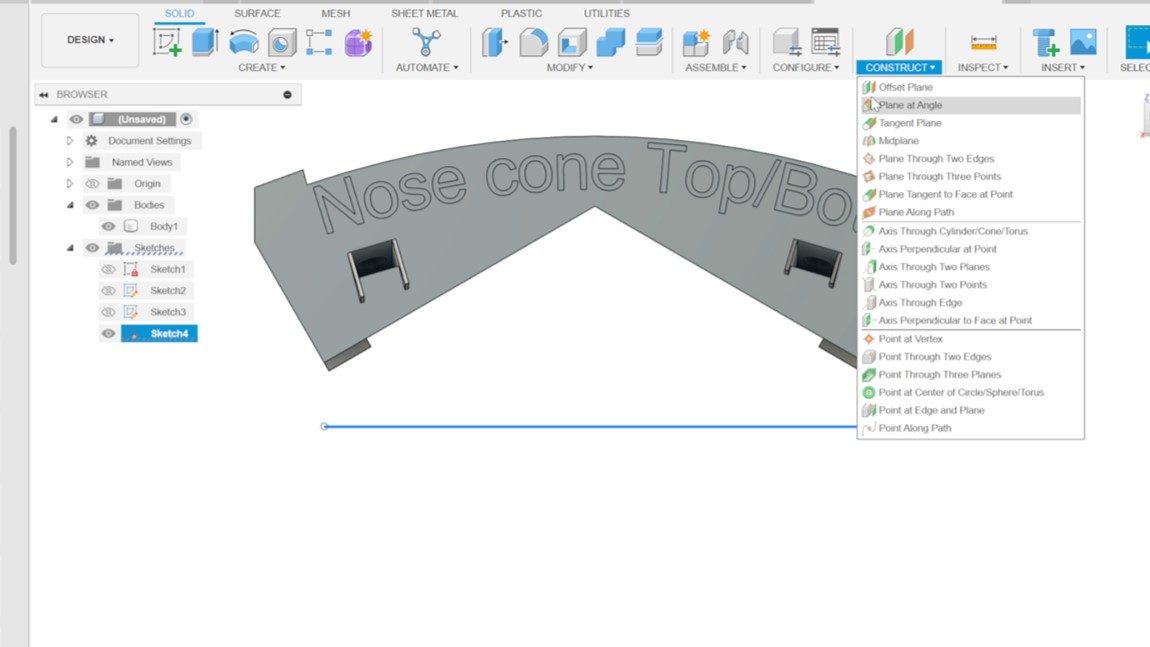 SOLID SURFACE MESH SHEET METAL PLASTIC UTILITIES
DESIGN
CREATE AUTOMATE MODIFY ASSEMBLE CONFIGURE CONSTRUCT INSPECT INSERT SELEC
BROWSER
(Unsaved)
Document Settings
Named Views
Origin
Bodies
Body1
Sketches
Sketch1
Sketch2
Sketch3
Sketch4
Nose cone Top/Bo
Offset Plane
Plane at Angle
Tangent Plane
Midplane
Plane Through Two Edges
Plane Through Three Points
Plane Tangent to Face at Point
Plane Along Path
Axis Through Cylinder/Cone/Torus
Axis Perpendicular at Point
Axis Through Two Planes
Axis Through Two Points
Axis Through Edge
Axis Perpendicular to Face at Point
Point at Vertex
Point Through Two Edges
Point Through Three Planes
Point at Center of Circle/Sphere/Torus
Point at Edge and Plane
Point Along Path
Z
X